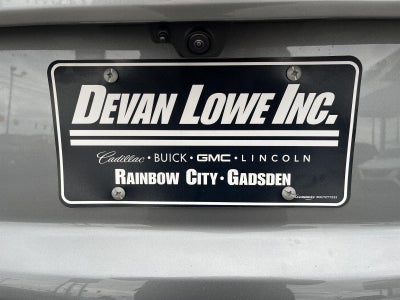 DEVAN LOWE INC.
Cadillac • BUICK • GMC • LINCOLN
RAINBOW CITY • GADSDEN